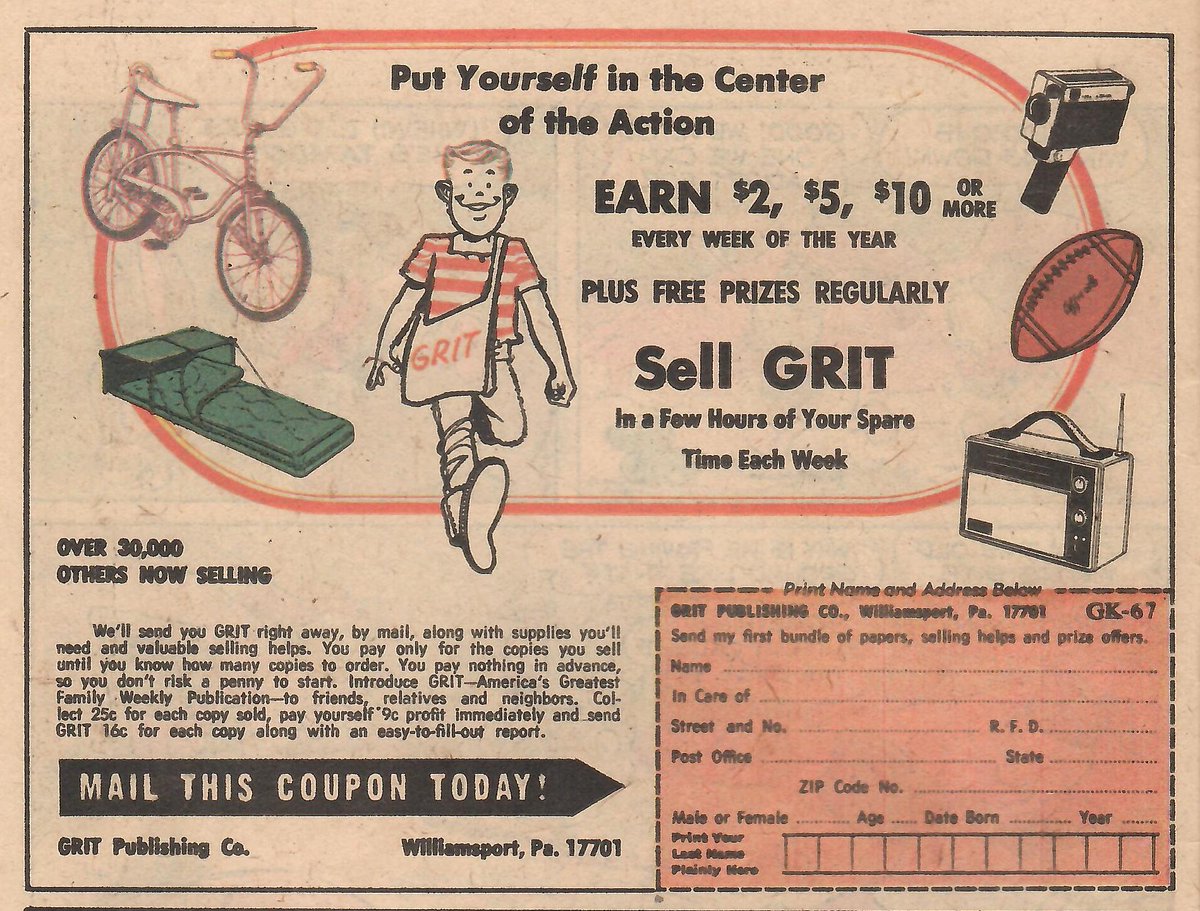 Put Yourself in the Center
of the Action
EARN $2, $5, $10 OR MORE
EVERY WEEK OF THE YEAR
PLUS FREE PRIZES REGULARLY
Sell GRIT
In a Few Hours of Your Spare
Time Each Week
GRIT
OVER 30,000
OTHERS NOW SELLING
We'll send you GRIT right away, by mail, along with supplies you'll
need and valuable selling helps. You pay only for the copies you sell
until you know how many copies to order. You pay nothing in advance,
so you don't risk a penny to start. Introduce GRIT—America's Greatest
Family Weekly Publication—to friends, relatives and neighbors. Col-
lect 25c for each copy sold, pay yourself 9c profit immediately and send
GRIT 16c for each copy along with an easy-to-fill-out report.
MAIL THIS COUPON TODAY!
GRIT Publishing Co. Williamsport, Pa. 17701
Print Name and Address Below
GRIT PUBLISHING CO., Williamsport, Pa. 17701 GK-67
Send my first bundle of papers, selling helps and prize offers.
Name
In Care of
Street and No. R. F. D.
Post Office State
ZIP Code No.
Male or Female Age Date Born Year
Print Your
Last Name
Plainly Here